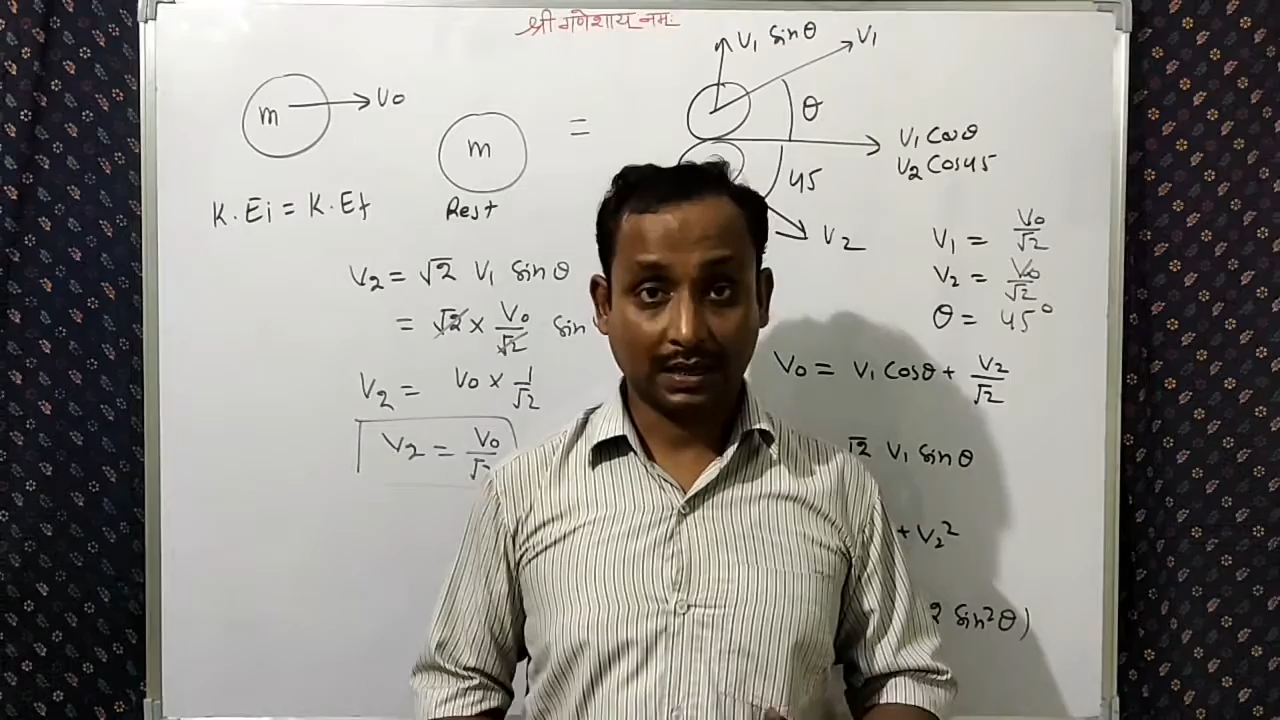 श्री गणेशाय नमः
m → V0
m
Rest
=
V1 Sinθ
V1
θ
V1 Cosθ
V2 Cos45
45
V2
K.Ei = K.Ef
V1 = V0/√2
V2 = V0/√2
θ = 45°
V2 = √2 V1 Sinθ
= √2 × V0/√2 Sin
V2 = V0 × 1/√2
V2 = V0/√2
V0 = V1 Cosθ + V2/√2
√2 V1 Sinθ
+ V2²
2 Sin²θ)